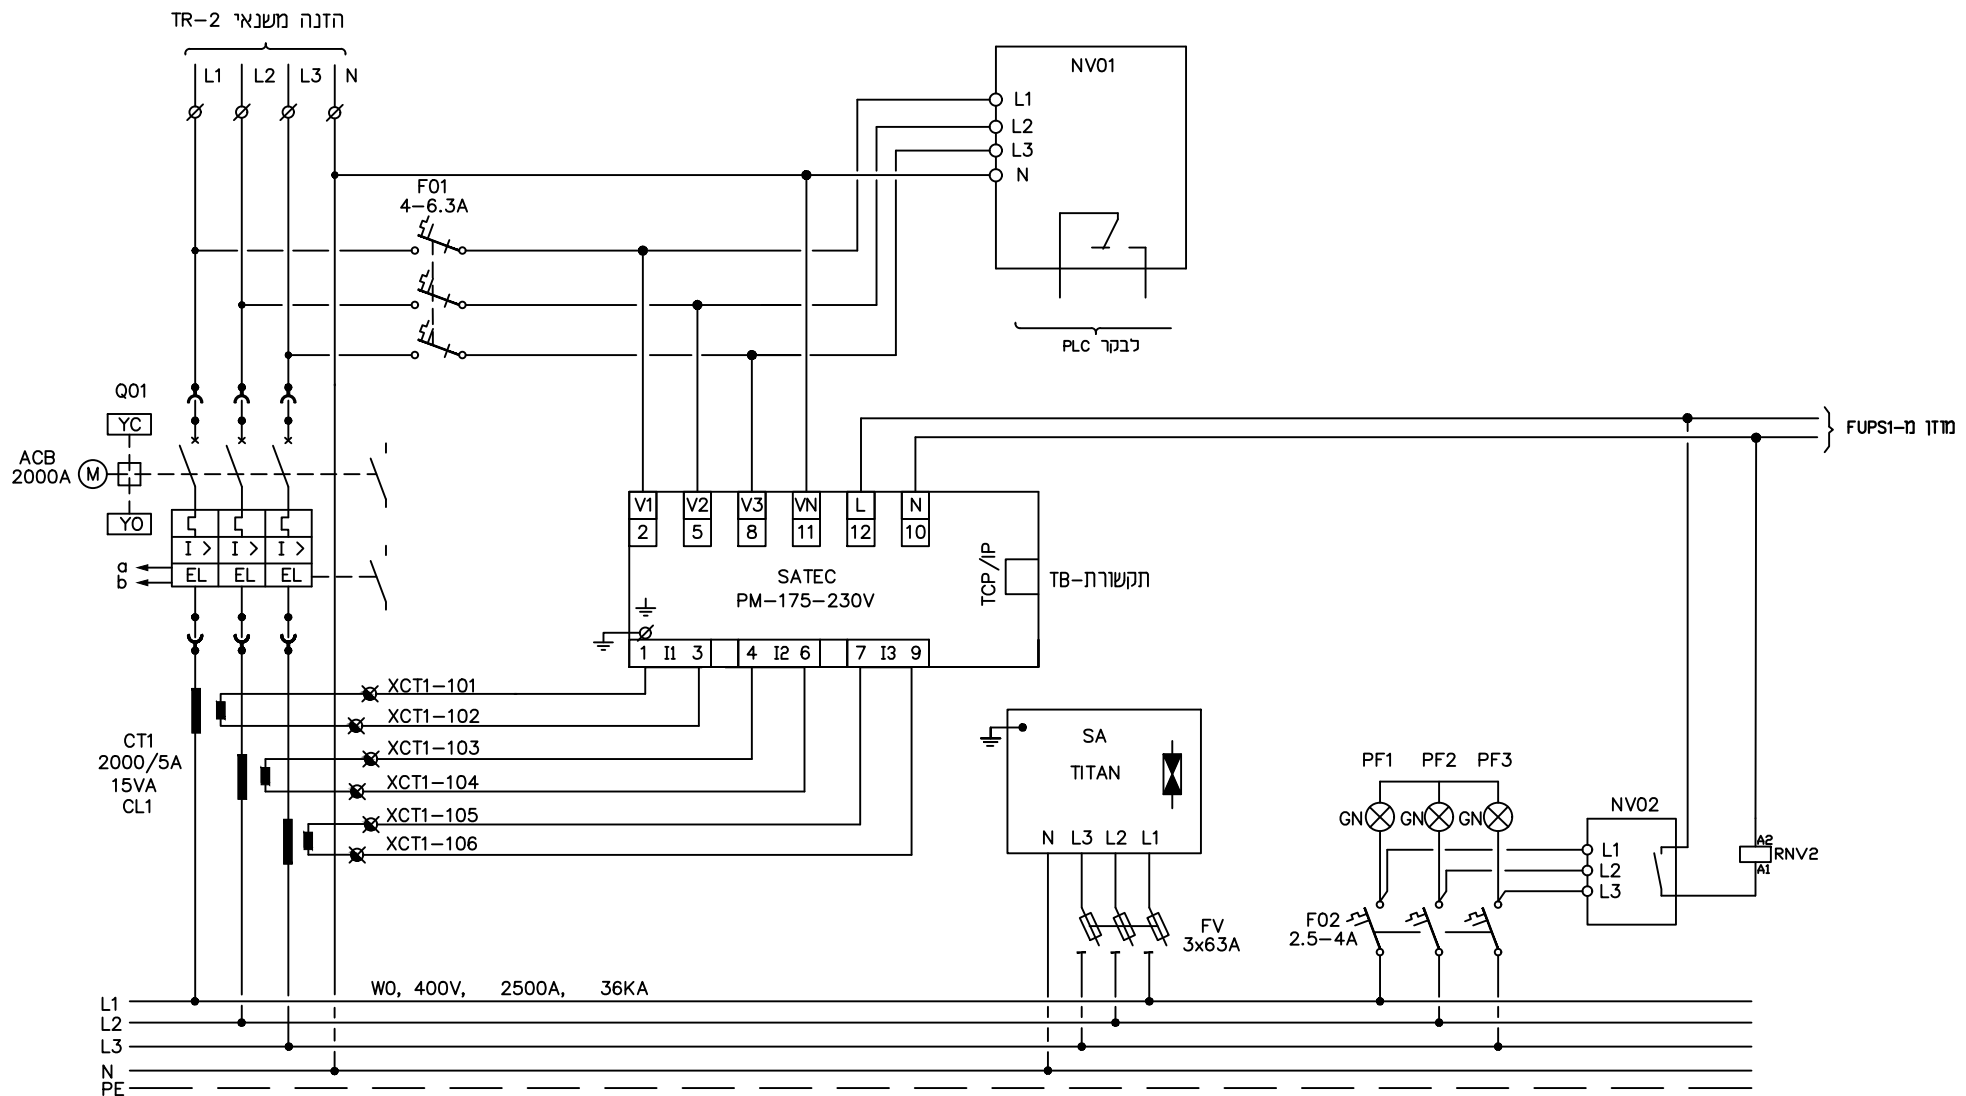 הזנה משנאי TR-2
L1 L2 L3 N
NV01
L1
L2
L3
N
F01
4-6.3A
לבקר PLC
Q01
YC
ACB
2000A
M
YO
I > I > I >
a
b
EL EL EL
מוזן מ-FUPS1
V1 V2 V3 VN L N
2 5 8 11 12 10
SATEC
PM-175-230V
TCP/IP
תקשורת-TB
1 I1 3 4 I2 6 7 I3 9
XCT1-101
XCT1-102
XCT1-103
XCT1-104
XCT1-105
XCT1-106
CT1
2000/5A
15VA
CL1
SA
TITAN
N L3 L2 L1
FV
3x63A
PF1 PF2 PF3
GN GN GN
NV02
L1
L2
L3
A2
RNV2
A1
F02
2.5-4A
W0, 400V, 2500A, 36KA
L1
L2
L3
N
PE